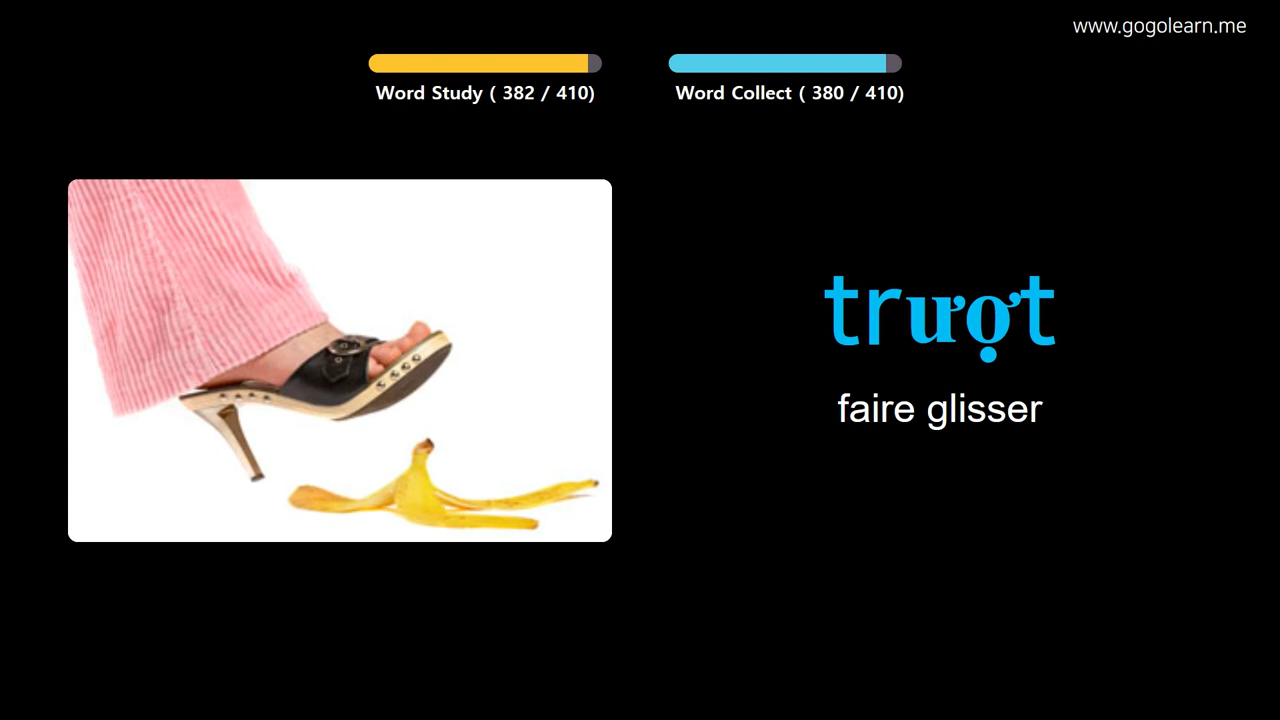 www.gogolearn.me
Word Study ( 382 / 410)
Word Collect ( 380 / 410)
trượt
faire glisser